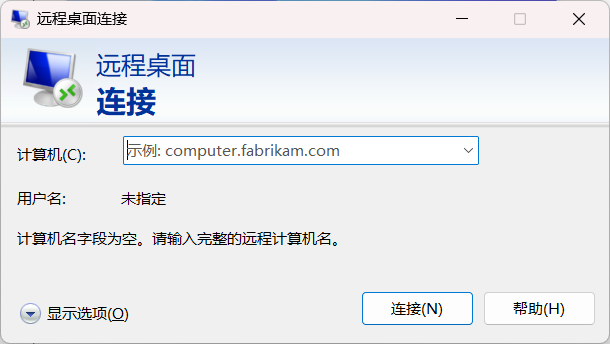 远程桌面连接
远程桌面
连接
计算机(C): 示例: computer.fabrikam.com
用户名: 未指定
计算机名字段为空。请输入完整的远程计算机名。
显示选项(O) 连接(N) 帮助(H)